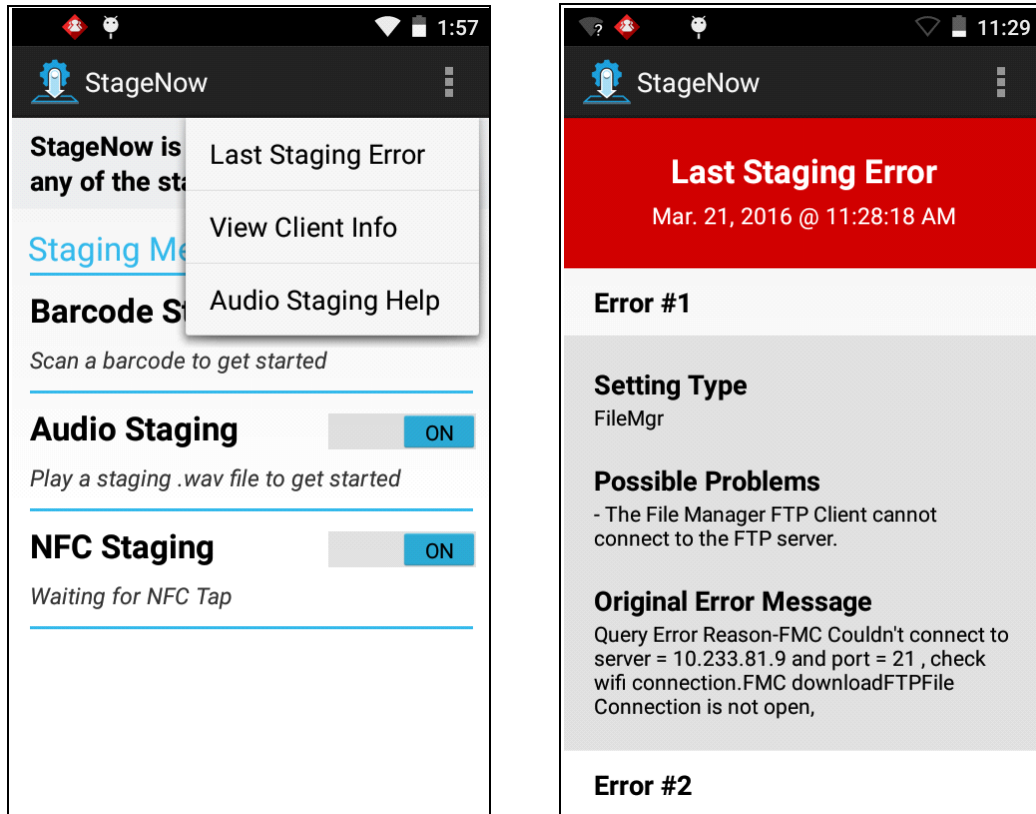 1:57
StageNow
StageNow is
any of the sta
Last Staging Error
View Client Info
Audio Staging Help
Staging Me
Barcode St
Scan a barcode to get started
Audio Staging
ON
Play a staging .wav file to get started
NFC Staging
ON
Waiting for NFC Tap
?
11:29
StageNow
Last Staging Error
Mar. 21, 2016 @ 11:28:18 AM
Error #1
Setting Type
FileMgr
Possible Problems
- The File Manager FTP Client cannot
connect to the FTP server.
Original Error Message
Query Error Reason-FMC Couldn't connect to
server = 10.233.81.9 and port = 21 , check
wifi connection.FMC downloadFTPFile
Connection is not open,
Error #2